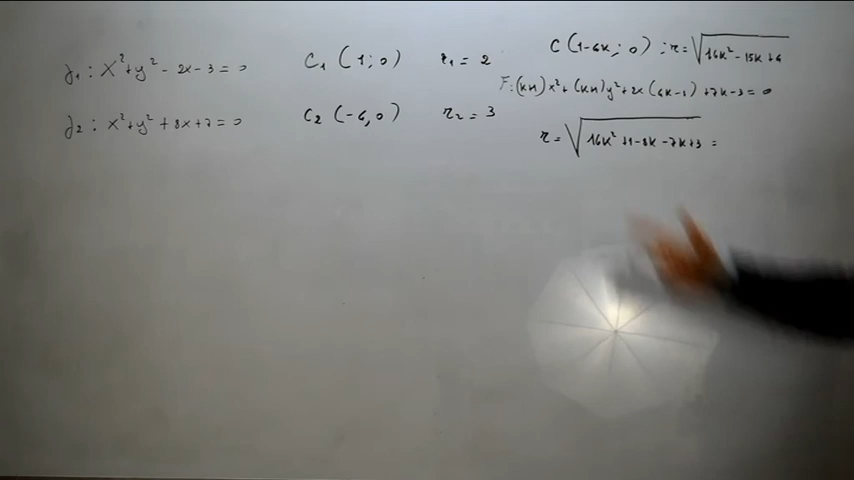 γ₁ : x² + y² - 2x - 3 = 0
C₁ (1 ; 0)
r₁ = 2
γ₂ : x² + y² + 8x + 7 = 0
C₂ (-4, 0)
r₂ = 3
C (1-4k ; 0) ; r = √(16k² - 15k + 4)
F : (k+1) x² + (k+1) y² + 2x (4k-1) + 7k - 3 = 0
r = √(16k² + 1 - 8k - 7k + 3) =